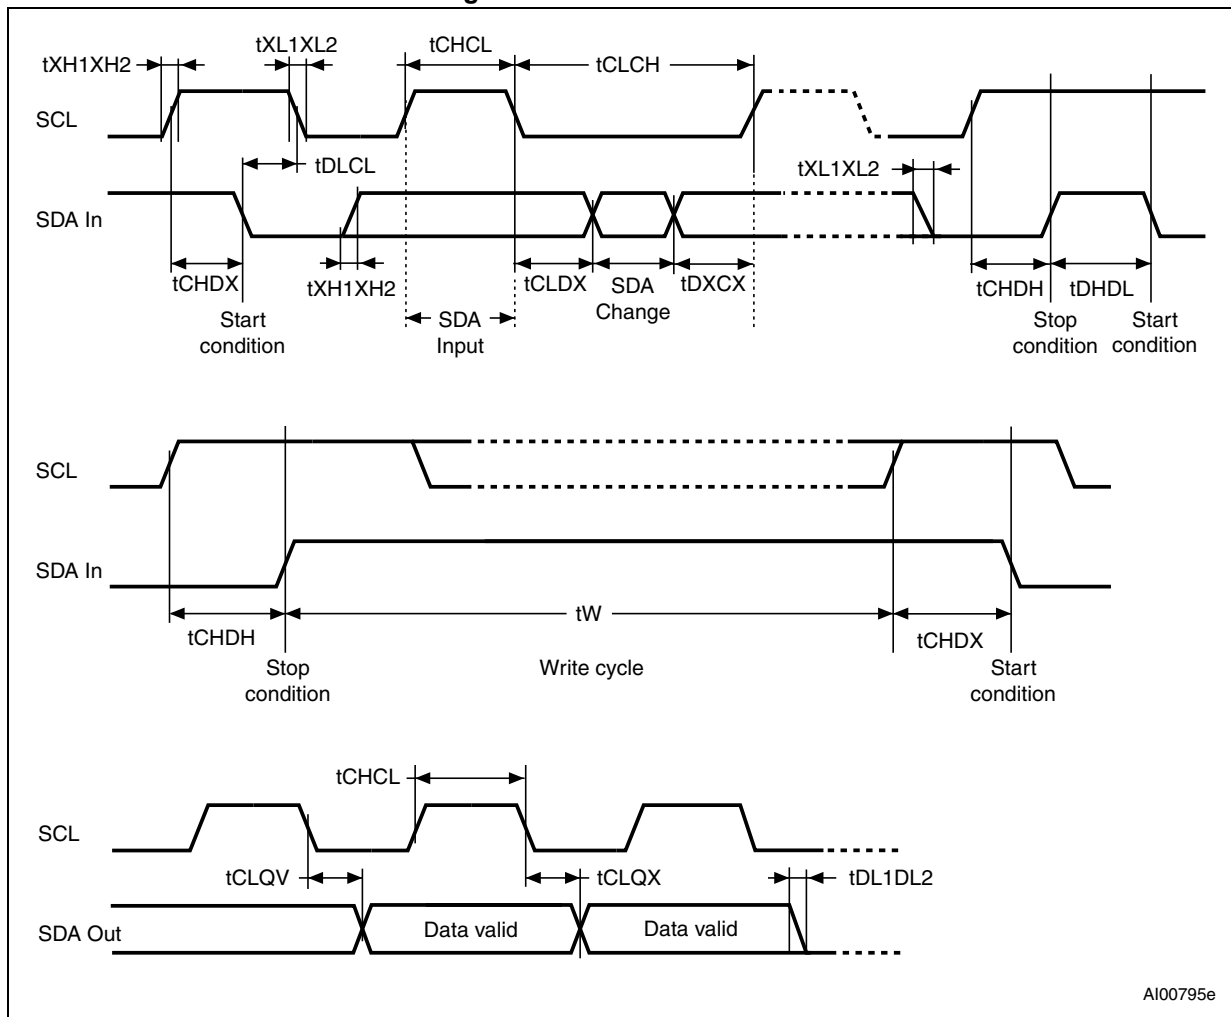 g
tXH1XH2
tXL1XL2
tCHCL
tCLCH
SCL
tDLCL
tXL1XL2
SDA In
tCHDX
tXH1XH2
tCLDX
SDA
Change
tDXCX
tCHDH
tDHDL
Start
condition
SDA
Input
Stop
condition
Start
condition
SCL
SDA In
tCHDH
tW
tCHDX
Stop
condition
Write cycle
Start
condition
tCHCL
SCL
tCLQV
tCLQX
tDL1DL2
SDA Out
Data valid
Data valid
AI00795e